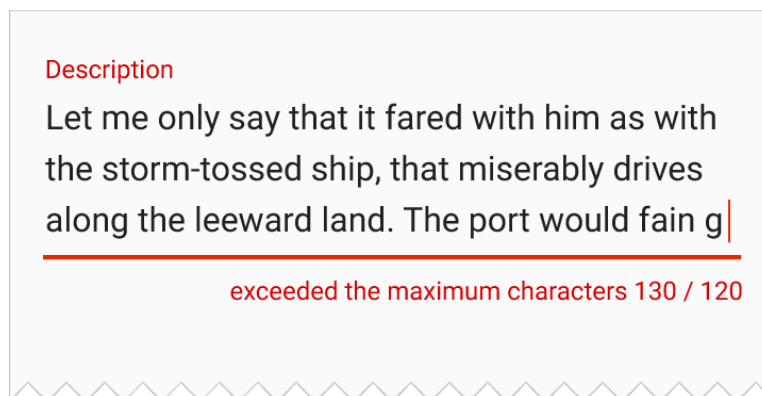 Description
Let me only say that it fared with him as with
the storm-tossed ship, that miserably drives
along the leeward land. The port would fain g
exceeded the maximum characters 130 / 120